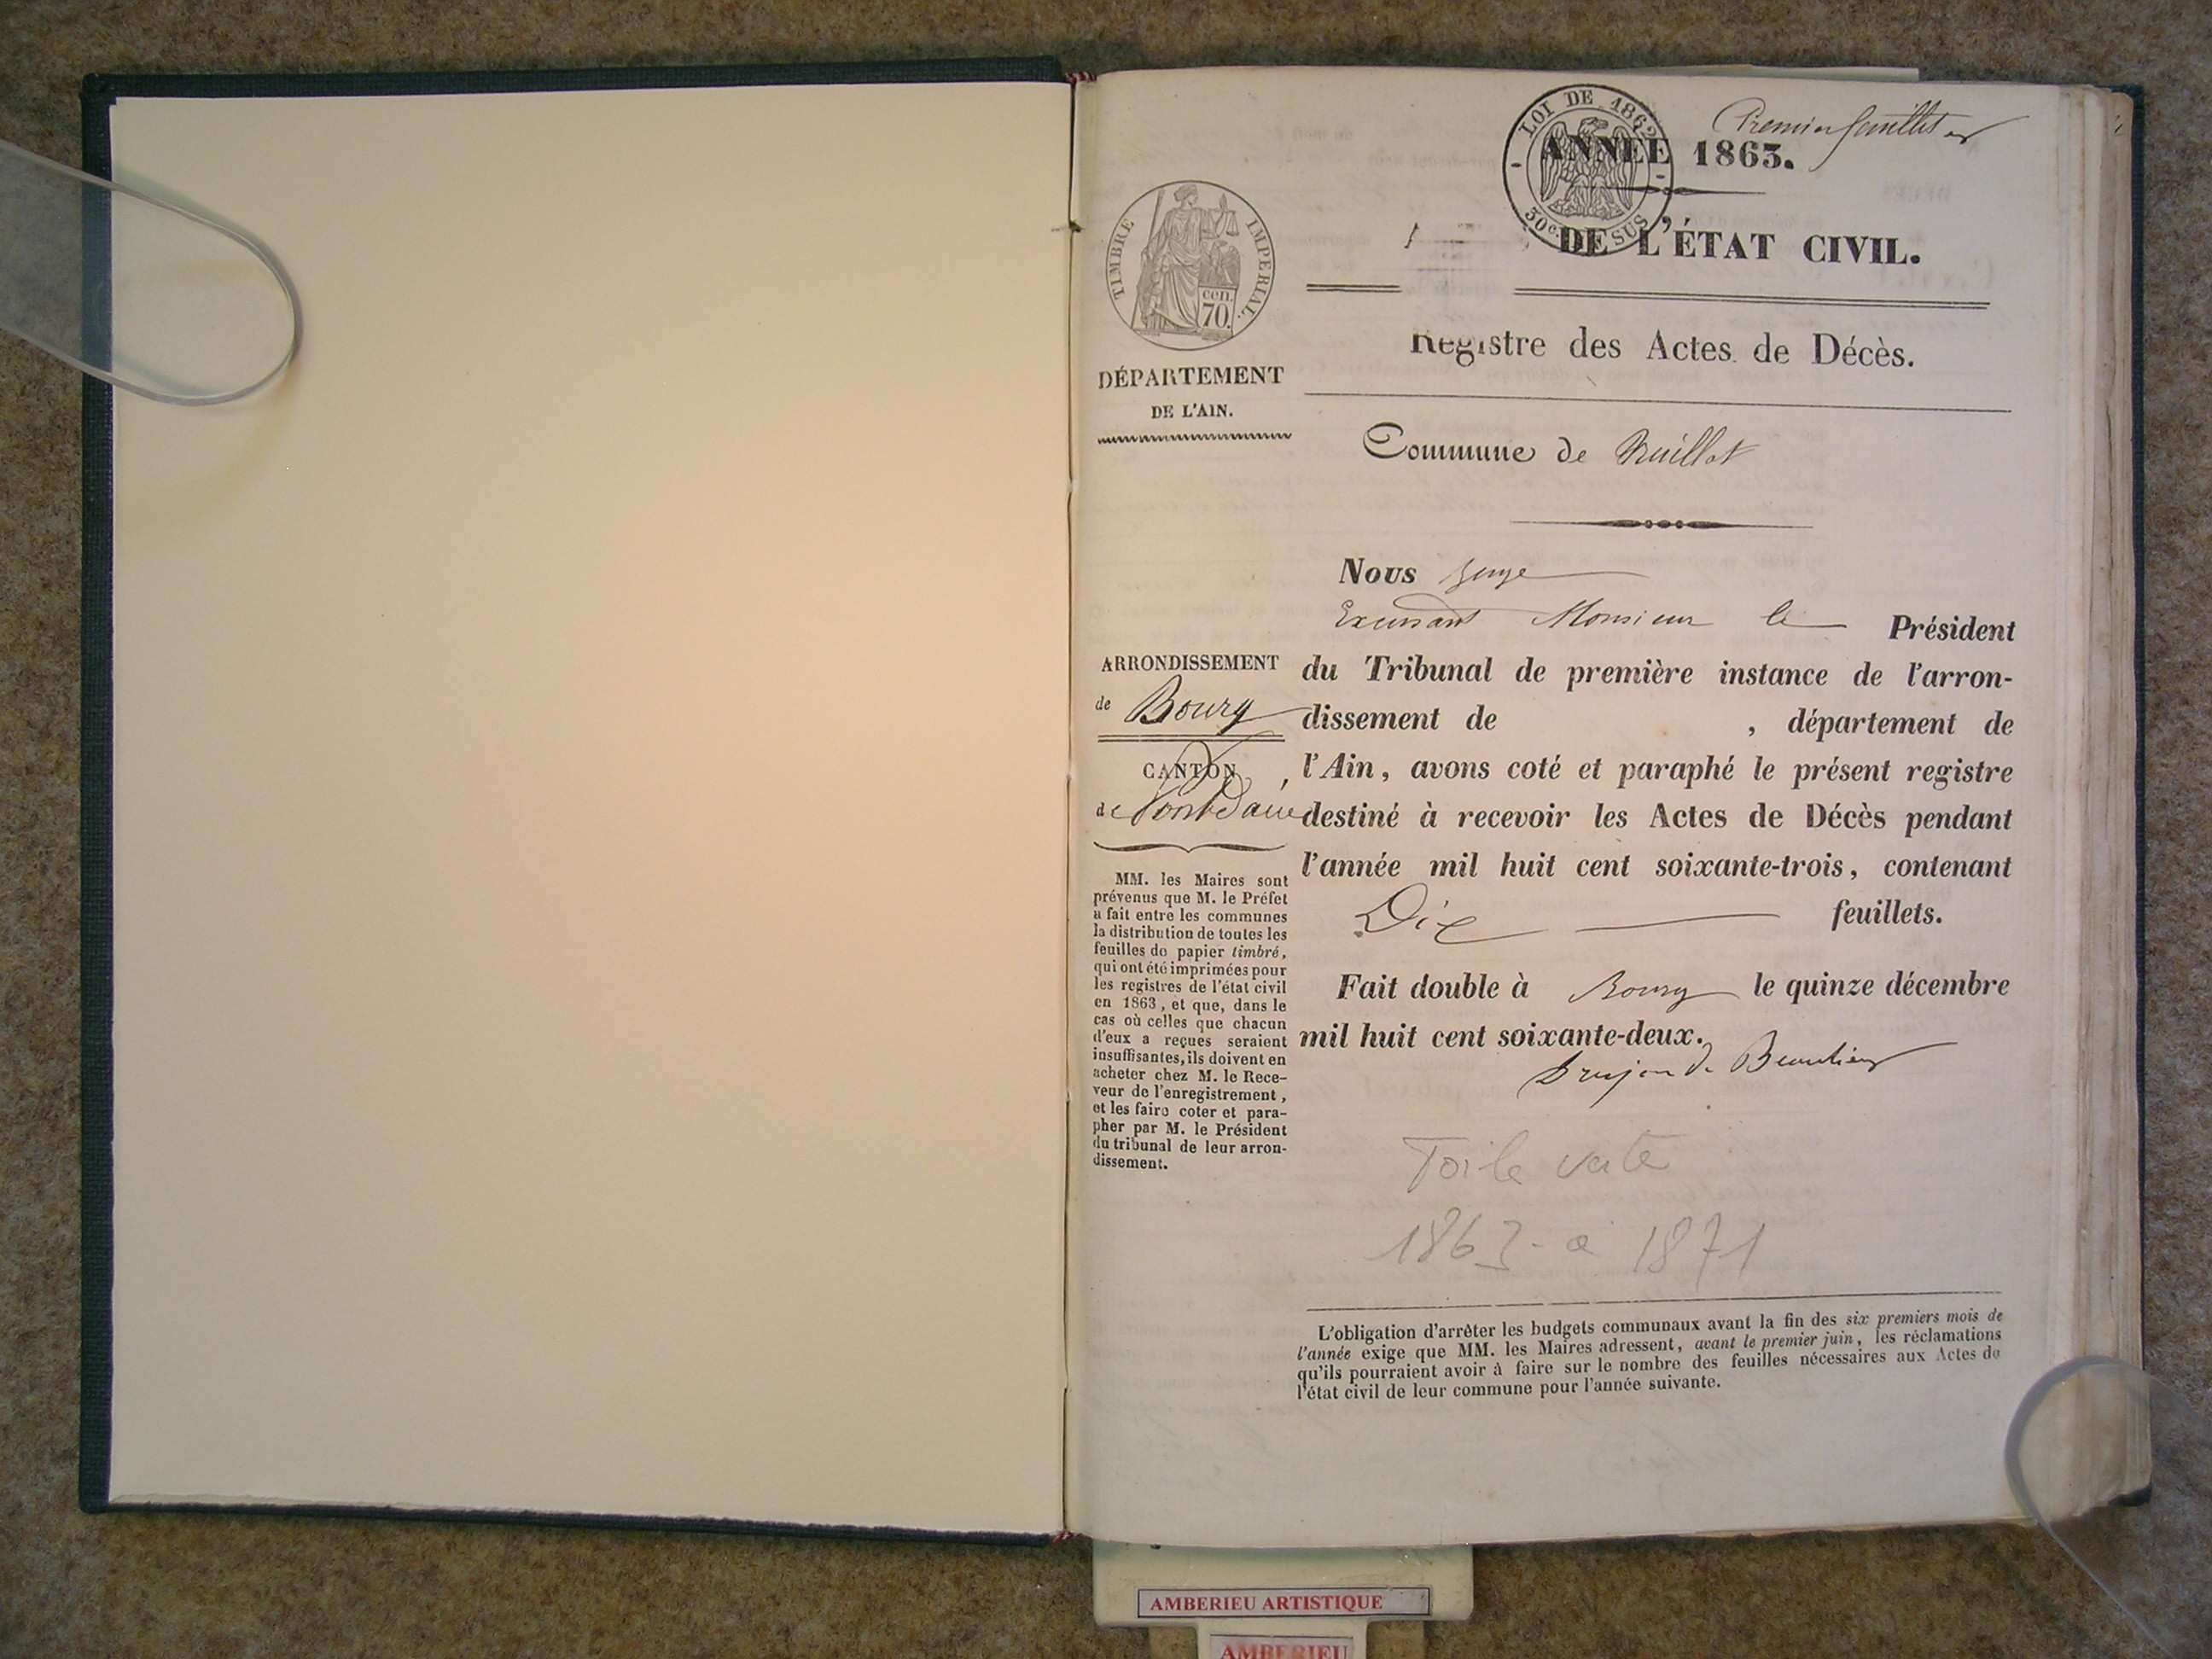 LOI DE 1862
30c. SUS
Premier feuillet
ANNÉE 1863.
DE L'ÉTAT CIVIL.
TIMBRE IMPERIAL.
cen.
70.
Registre des Actes de Décès.
DÉPARTEMENT
DE L'AIN.
Commune de
Nous Juge
Monsieur le Président
ARRONDISSEMENT
de Bourg
CANTON
de Pontdain
du Tribunal de première instance de l'arron-
dissement de , département de
l'Ain, avons coté et paraphé le présent registre
destiné à recevoir les Actes de Décès pendant
l'année mil huit cent soixante-trois, contenant
Dix feuillets.
Fait double à Bourg le quinze décembre
mil huit cent soixante-deux.
MM. les Maires sont
prévenus que M. le Préfet
a fait entre les communes
la distribution de toutes les
feuilles de papier timbré,
qui ont été imprimées pour
les registres de l'état civil
en 1863, et que, dans le
cas où celles que chacun
d'eux a reçues seraient
insuffisantes, ils doivent en
acheter chez M. le Rece-
veur de l'enregistrement,
et les faire coter et para-
pher par M. le Président
du tribunal de leur arron-
dissement.
Toile verte
1863 - à 1871
L'obligation d'arrêter les budgets communaux avant la fin des six premiers mois de
l'année exige que MM. les Maires adressent, avant le premier juin, les réclamations
qu'ils pourraient avoir à faire sur le nombre des feuilles nécessaires aux Actes de
l'état civil de leur commune pour l'année suivante.
AMBERIEU ARTISTIQUE
AMBERIEU